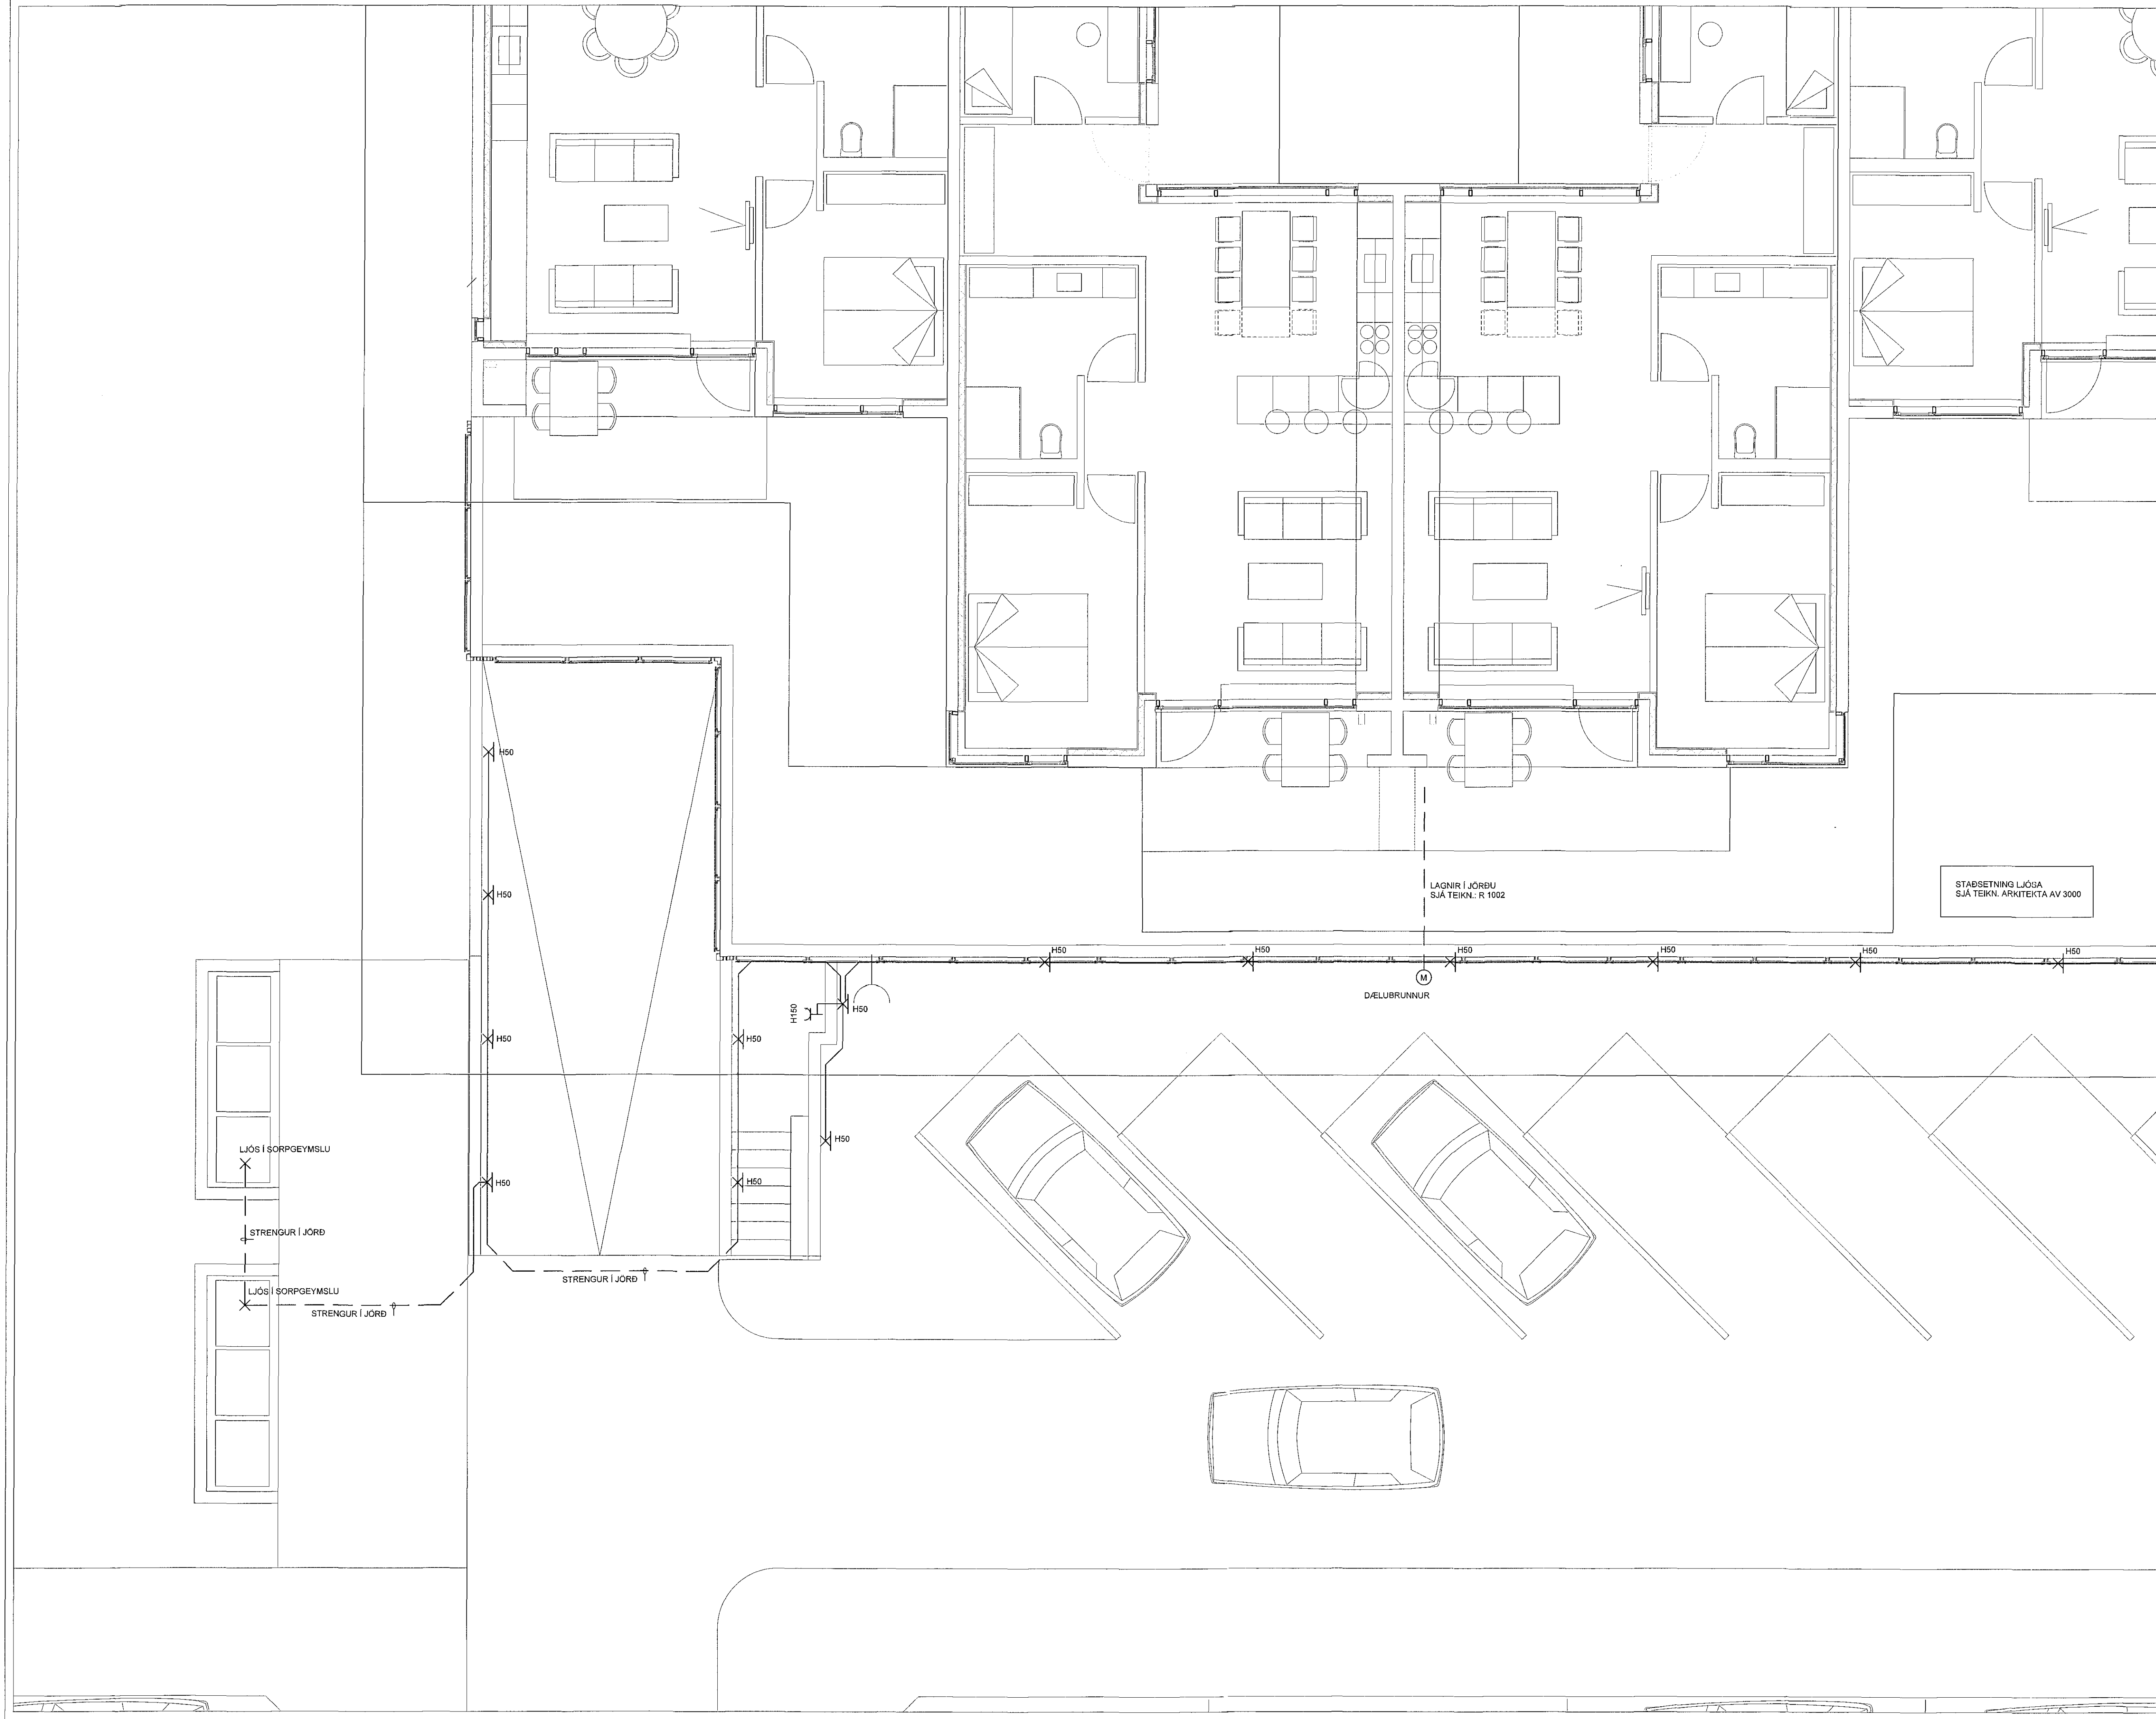 H50
H50
LAGNIR Í JÖRÐU
SJÁ TEIKN.: R 1002
STAÐSETNING LJÓSA
SJÁ TEIKN. ARKITEKTA AV 3000
H50
H50
H50
H50
H50
H50
M
DÆLUBRUNNUR
H150
H50
H50
H50
H50
LJÓS Í SORPGEYMSLU
H50
H50
STRENGUR Í JÖRÐ
STRENGUR Í JÖRÐ
LJÓS Í SORPGEYMSLU
STRENGUR Í JÖRÐ